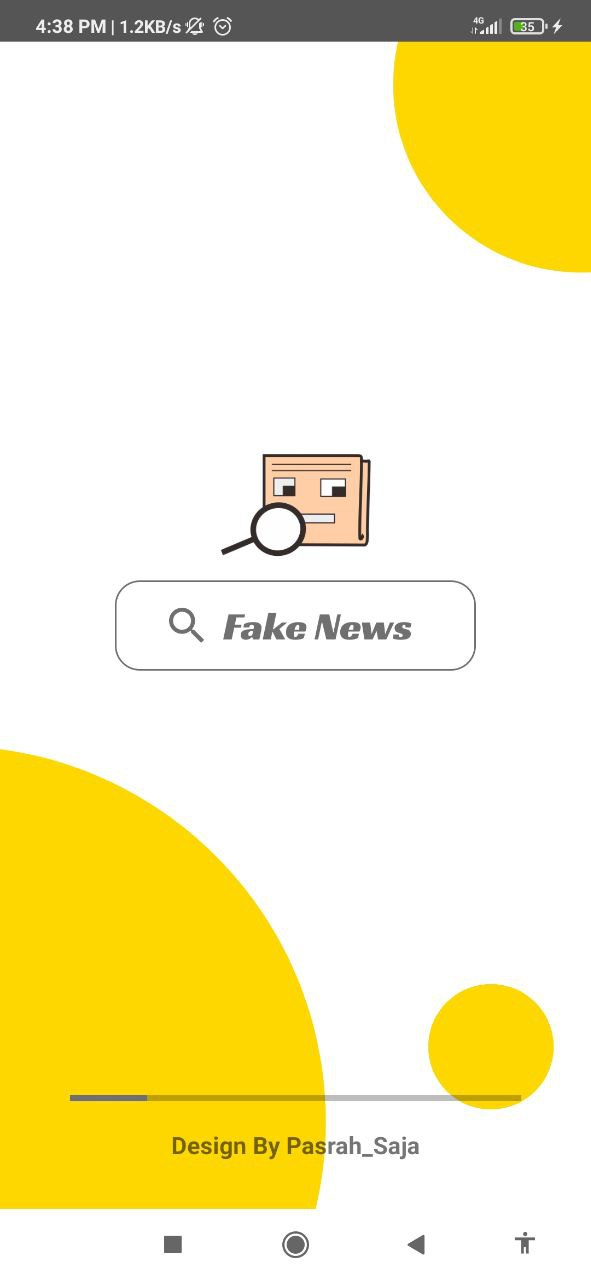 4:38 PM | 1.2KB/s 4G 35
Fake News
Design By Pasrah_Saja